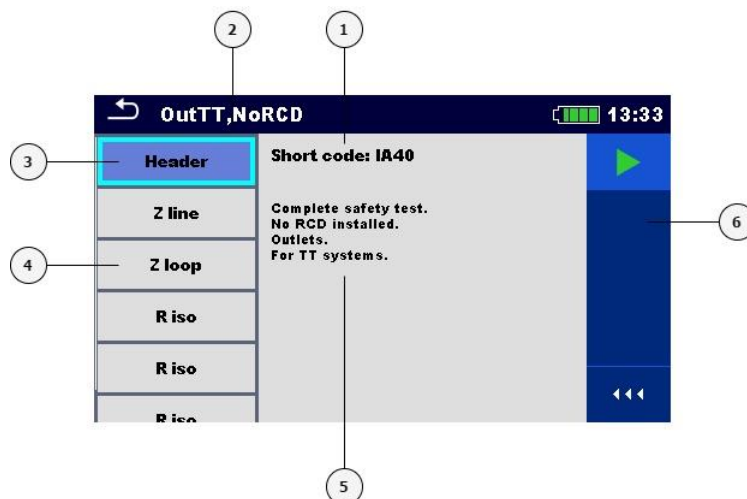 2
1
OutTT,NoRCD
13:33
3
Header
Short code: IA40
Z line
Complete safety test.
No RCD installed.
Outlets.
For TT systems.
6
4
Z loop
R iso
R iso
R iso
5